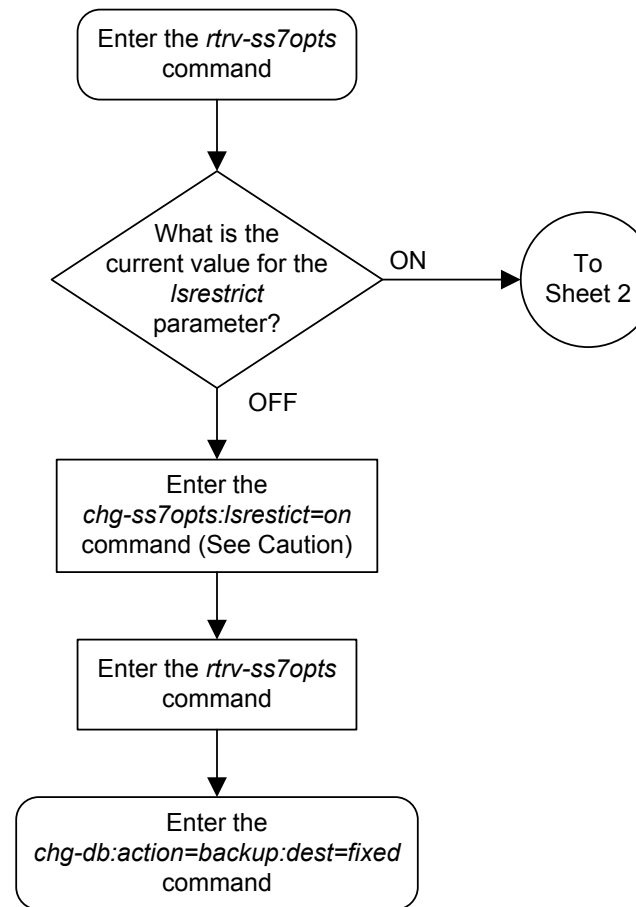 Enter the rtrv-ss7opts
command
What is the
current value for the
lsrestrict
parameter?
ON
To
Sheet 2
OFF
Enter the
chg-ss7opts:lsrestict=on
command (See Caution)
Enter the rtrv-ss7opts
command
Enter the
chg-db:action=backup:dest=fixed
command